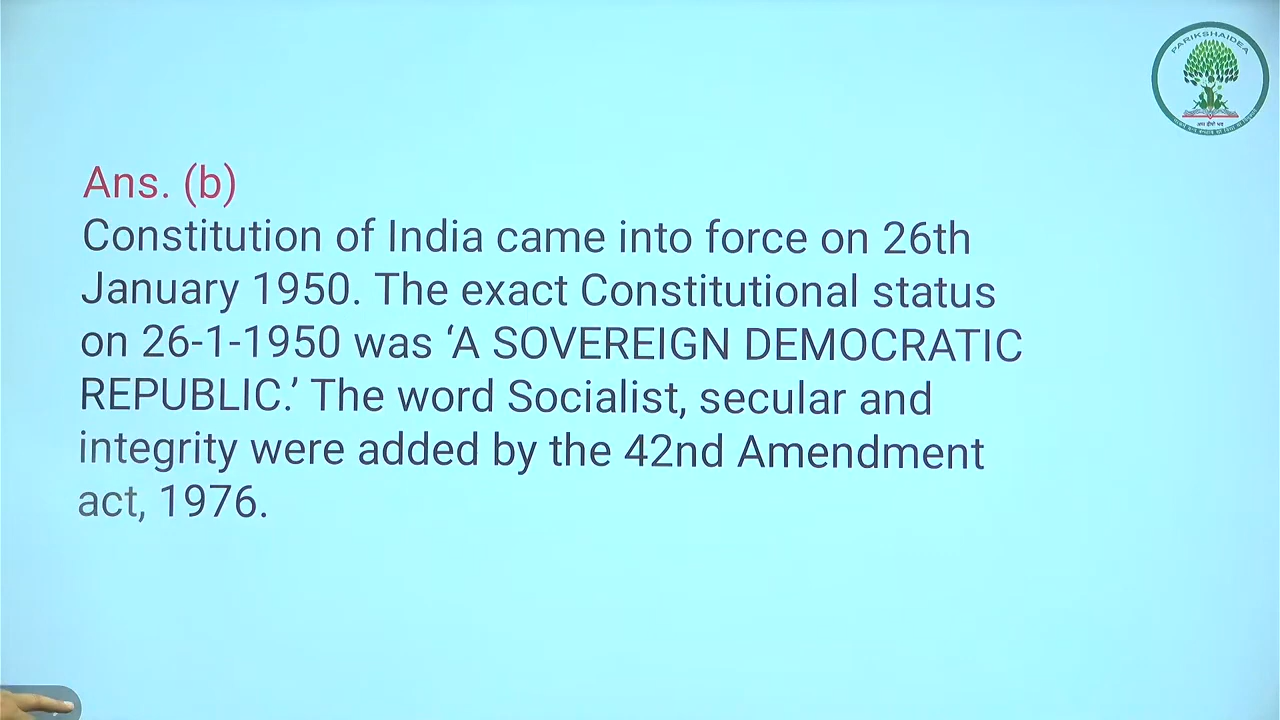 PARIKSHAIDEA
Ans. (b)
Constitution of India came into force on 26th
January 1950. The exact Constitutional status
on 26-1-1950 was ‘A SOVEREIGN DEMOCRATIC
REPUBLIC.’ The word Socialist, secular and
integrity were added by the 42nd Amendment
act, 1976.